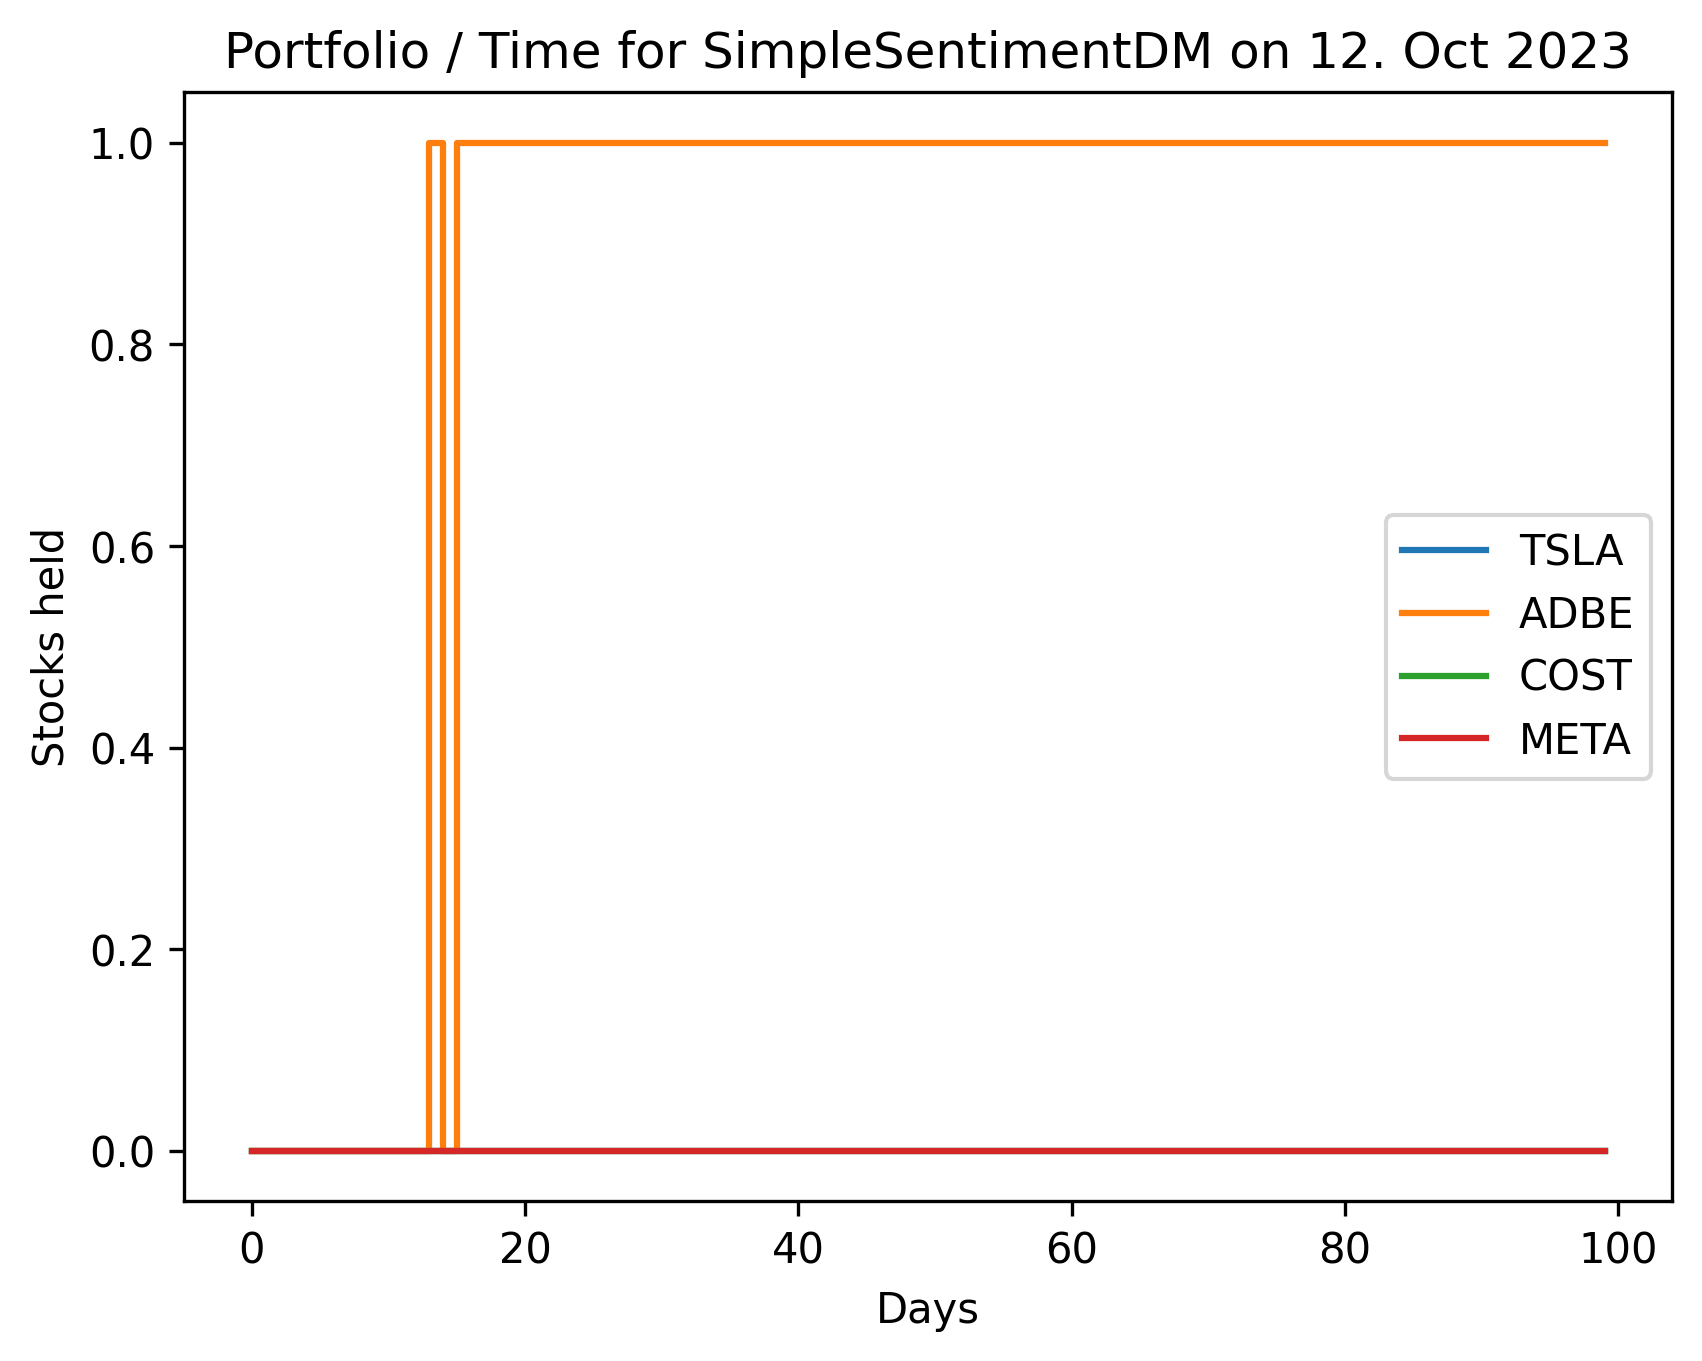 Portfolio / Time for SimpleSentimentDM on 12. Oct 2023
1.0
0.8
0.6
0.4
0.2
0.0
Stocks held
TSLA
ADBE
COST
META
0 20 40 60 80 100
Days